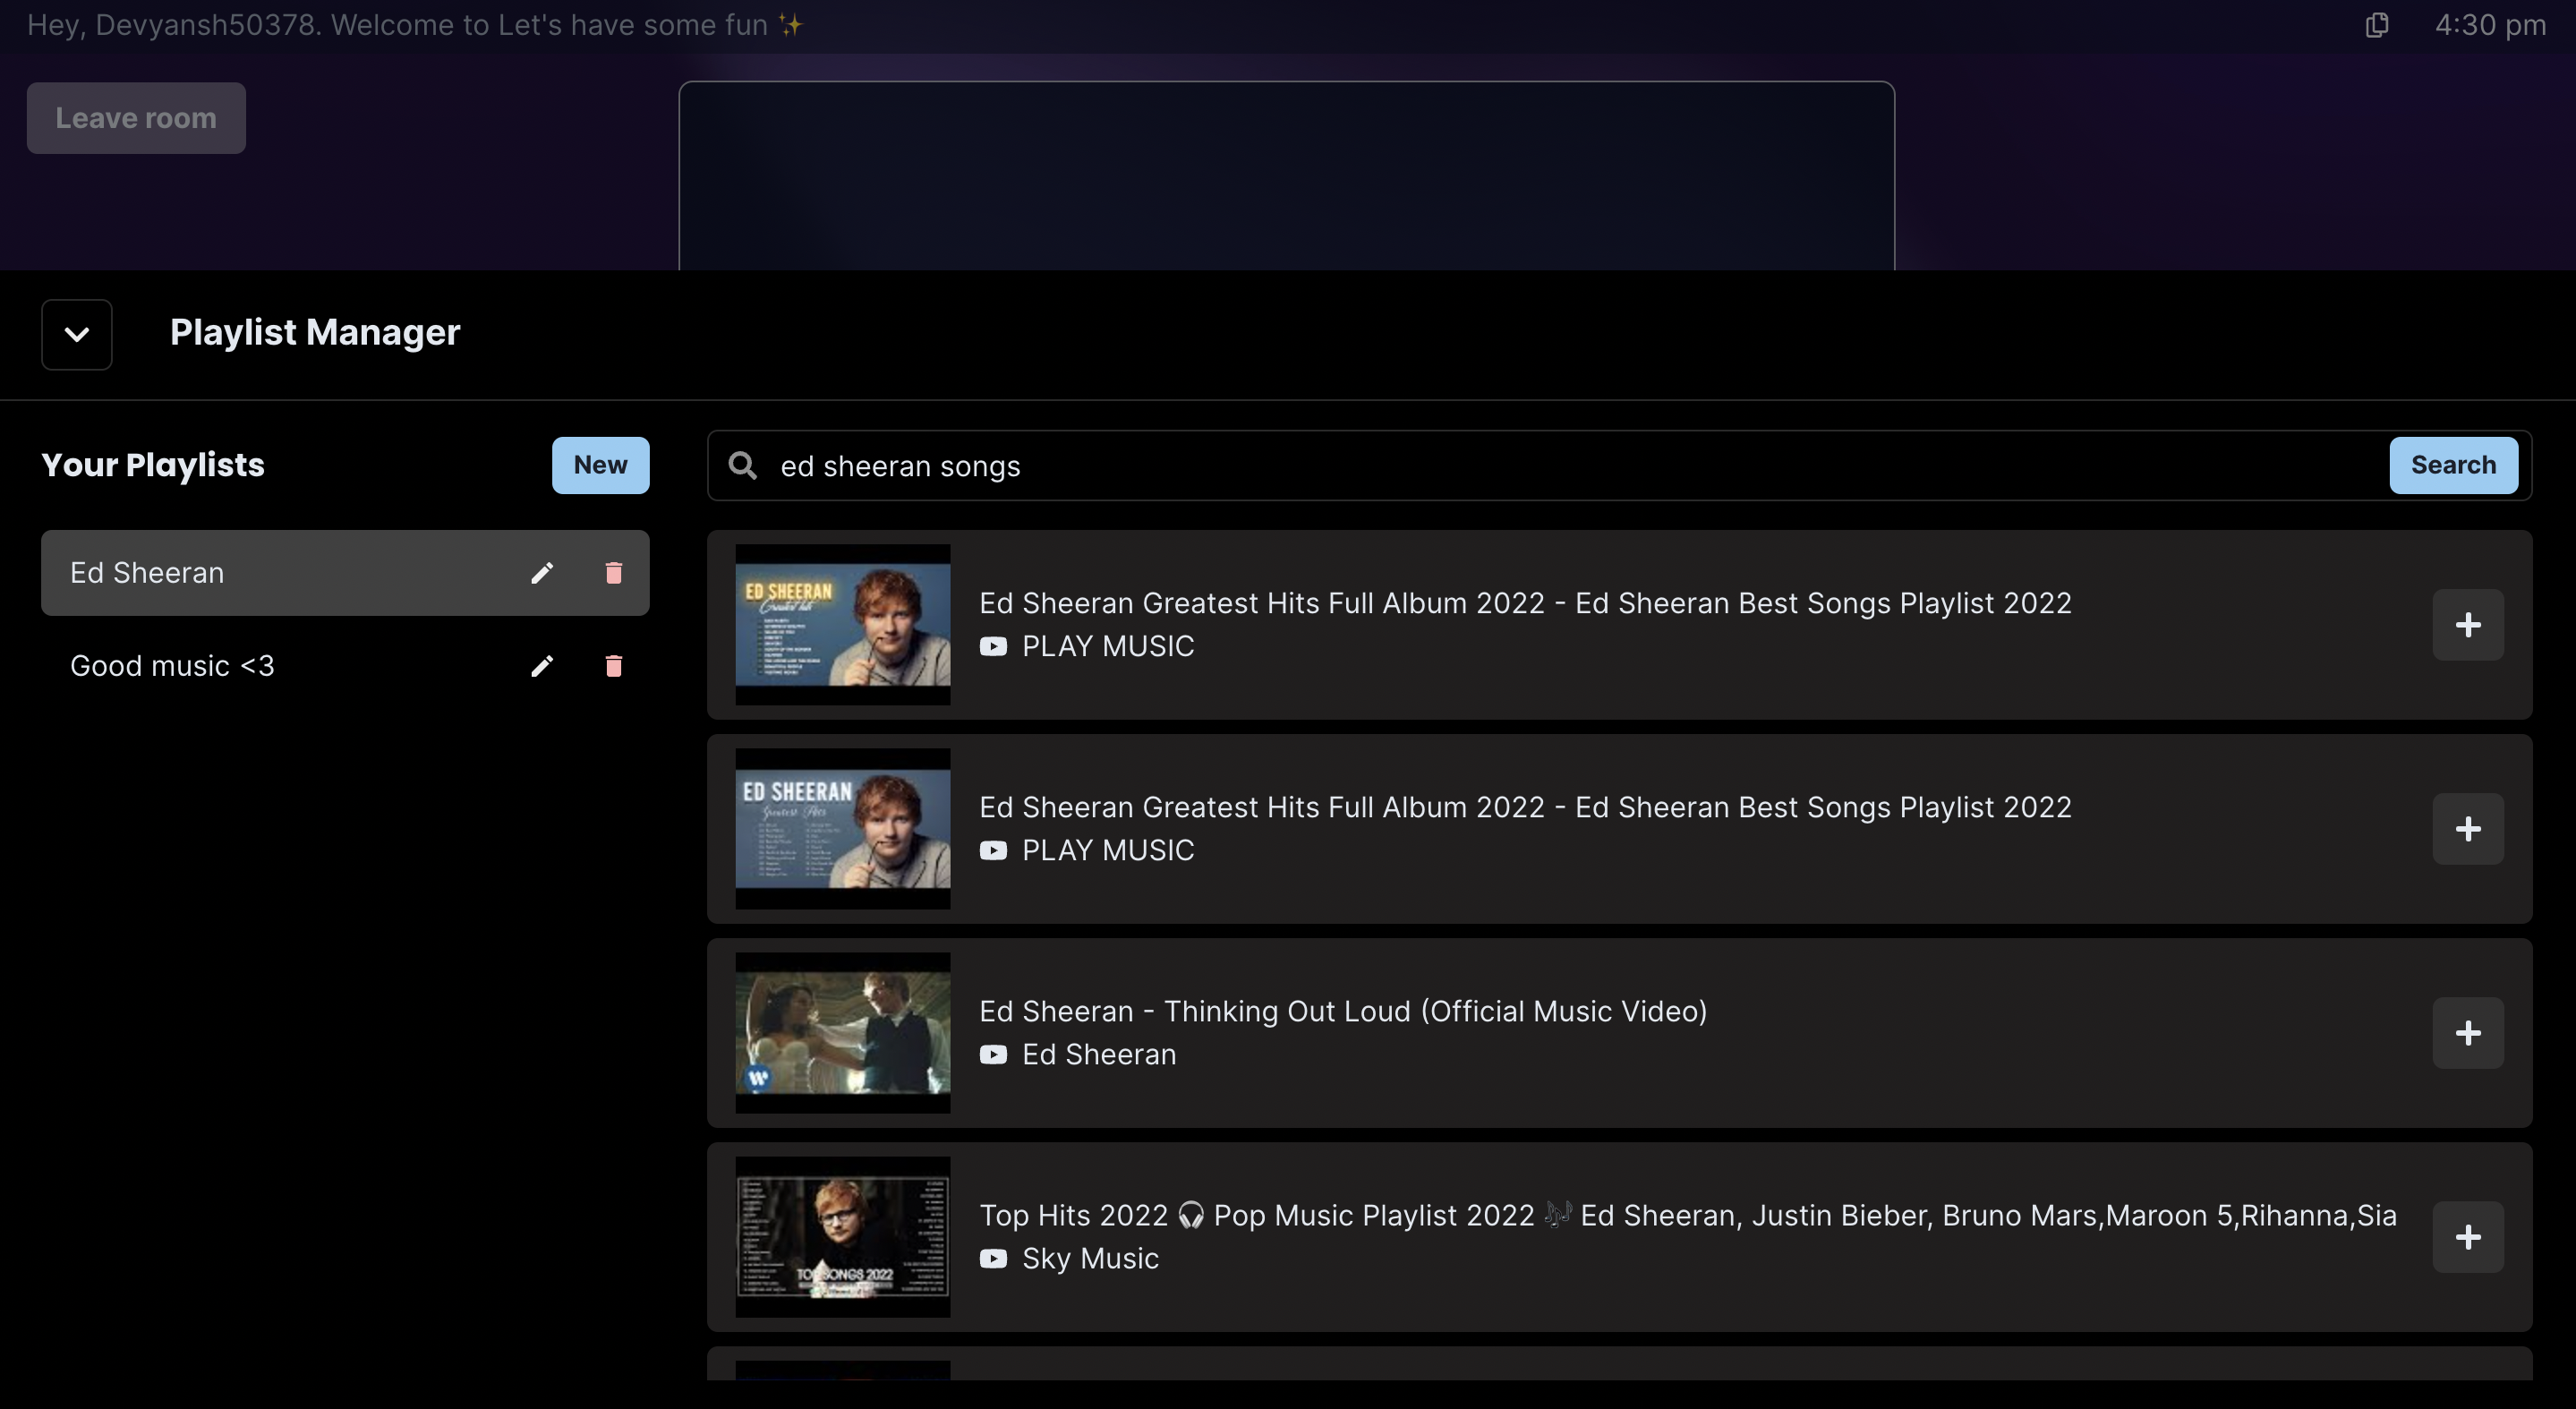 Hey, Devyansh50378. Welcome to Let's have some fun ✨
4:30 pm
Leave room
Playlist Manager
Your Playlists
New
ed sheeran songs
Search
Ed Sheeran
Good music <3
ED SHEERAN
Greatest Hits
Ed Sheeran Greatest Hits Full Album 2022 - Ed Sheeran Best Songs Playlist 2022
PLAY MUSIC
ED SHEERAN
Greatest Hits
Ed Sheeran Greatest Hits Full Album 2022 - Ed Sheeran Best Songs Playlist 2022
PLAY MUSIC
Ed Sheeran - Thinking Out Loud (Official Music Video)
Ed Sheeran
TOP SONGS 2022
Top Hits 2022 🎧 Pop Music Playlist 2022 🎶 Ed Sheeran, Justin Bieber, Bruno Mars,Maroon 5,Rihanna,Sia
Sky Music